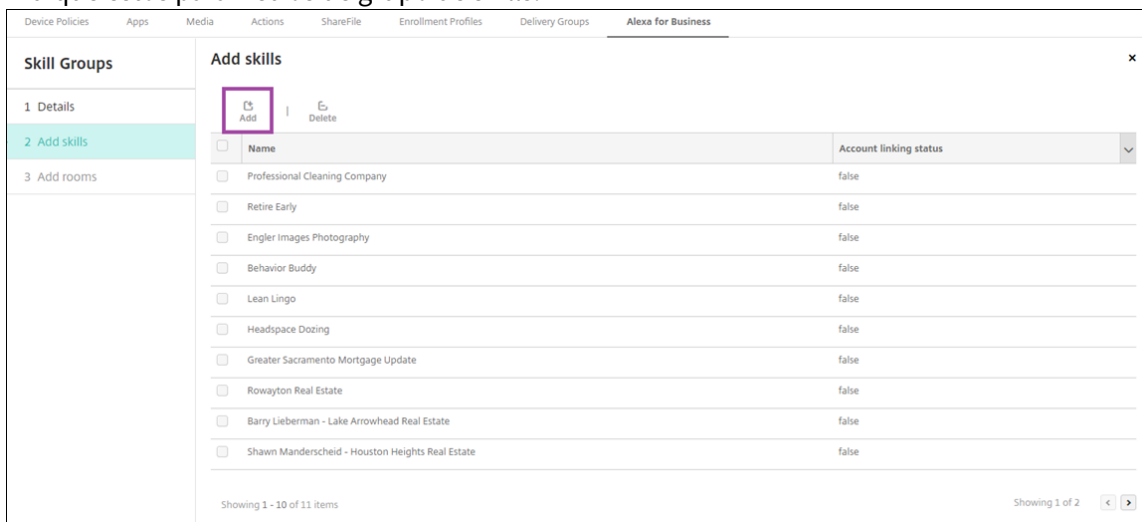 Device Policies Apps Media Actions ShareFile Enrollment Profiles Delivery Groups Alexa for Business
Skill Groups
1 Details
2 Add skills
3 Add rooms
Add skills
×
Add | Delete
Name Account linking status
Professional Cleaning Company false
Retire Early false
Engler Images Photography false
Behavior Buddy false
Lean Lingo false
Headspace Dozing false
Greater Sacramento Mortgage Update false
Rowayton Real Estate false
Barry Lieberman - Lake Arrowhead Real Estate false
Shawn Manderscheid - Houston Heights Real Estate false
Showing 1 - 10 of 11 items Showing 1 of 2 < >